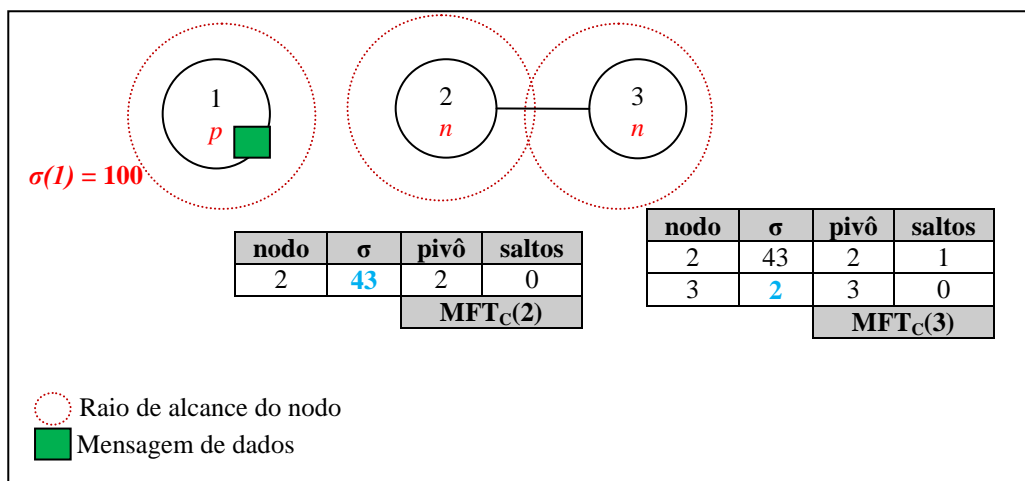 1
p
2
n
3
n
σ(1) = 100
nodo σ pivô saltos
2 43 2 0
MFTC(2)
nodo σ pivô saltos
2 43 2 1
3 2 3 0
MFTC(3)
Raio de alcance do nodo
Mensagem de dados